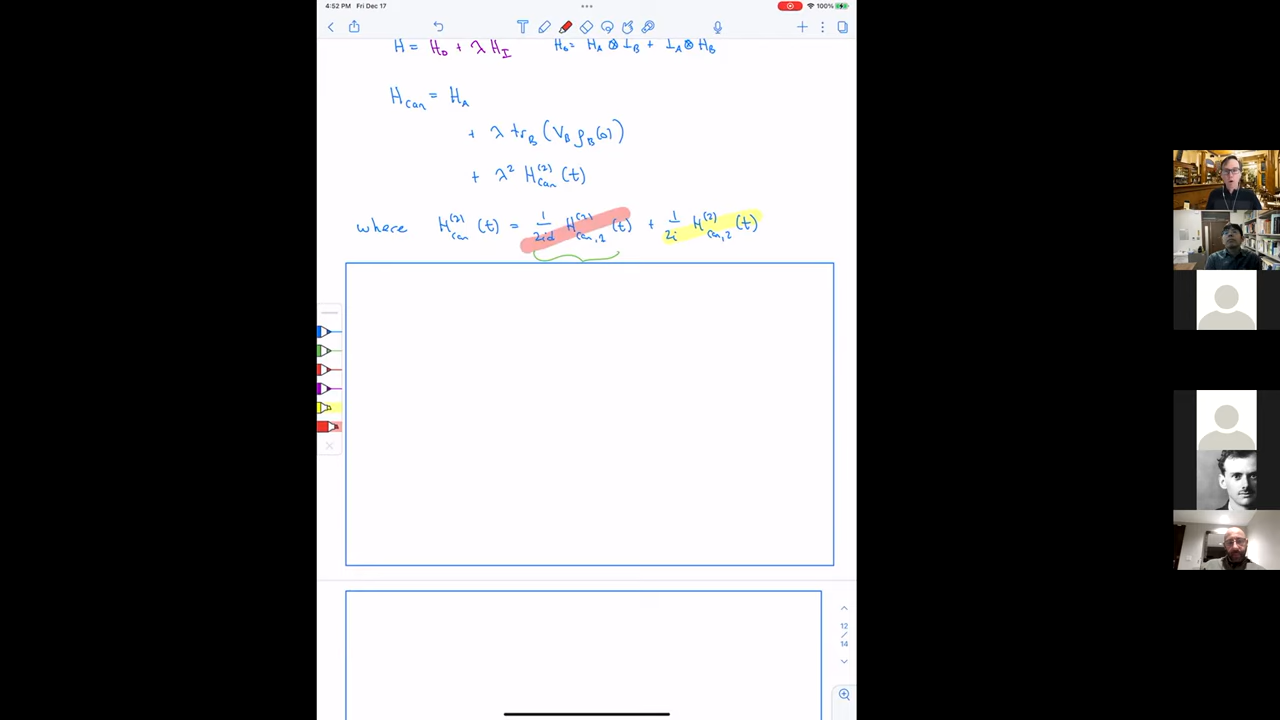 4:52 PM Fri Dec 17
100%
H = H₀ + λ H_I    H₀ = H_A ⊗ 1_B + 1_A ⊗ H_B
H_can = H_A
+ λ tr_B (V_B ρ_B(0))
+ λ² H_can^(2) (t)
where H_can^(2) (t) = 1/2id H_can,1^(2) (t) + 1/2i H_can,2^(2) (t)
12
/
14